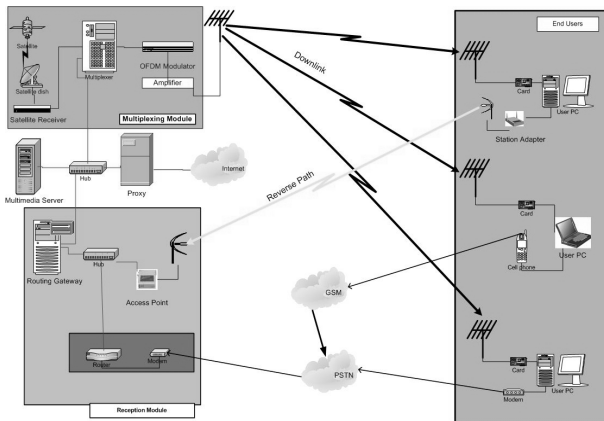 Satellite
Satellite dish
Satellite Receiver
Multiplexer
OFDM Modulator
Amplifier
Multiplexing Module
Multimedia Server
Hub
Proxy
Internet
Routing Gateway
Hub
Access Point
Router
Modem
Reception Module
Downlink
Reverse Path
GSM
PSTN
End Users
Card
User PC
Station Adapter
Card
Cell phone
User PC
Card
Modem
User PC